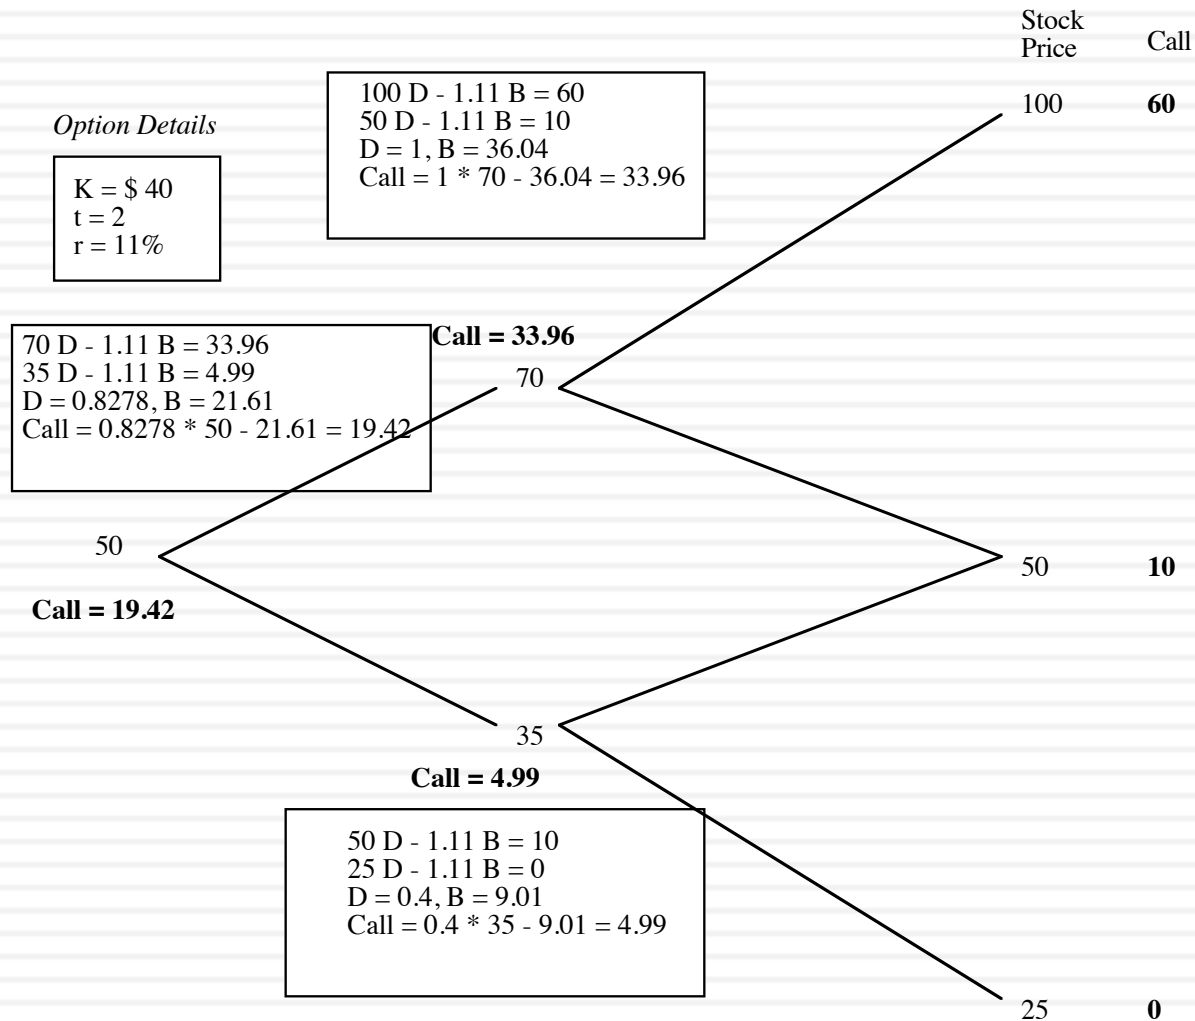 Stock
Price
Call
100 D - 1.11 B = 60
50 D - 1.11 B = 10
D = 1, B = 36.04
Call = 1 * 70 - 36.04 = 33.96
100
60
Option Details
K = $ 40
t = 2
r = 11%
70 D - 1.11 B = 33.96
35 D - 1.11 B = 4.99
D = 0.8278, B = 21.61
Call = 0.8278 * 50 - 21.61 = 19.42
Call = 33.96
70
50
Call = 19.42
50
10
35
Call = 4.99
50 D - 1.11 B = 10
25 D - 1.11 B = 0
D = 0.4, B = 9.01
Call = 0.4 * 35 - 9.01 = 4.99
25
0